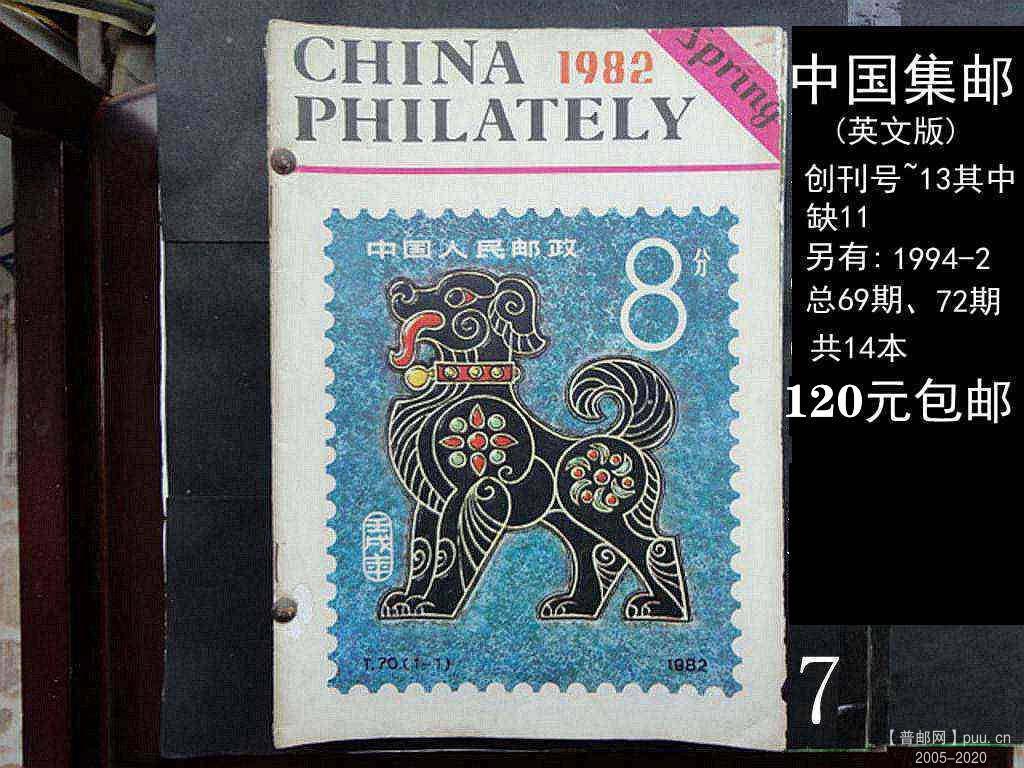 CHINA 1982
PHILATELY
Spring
中国人民邮政
8分
壬戌年
T.70.(1-1) 1982
中国集邮
(英文版)
创刊号~13其中
缺11
另有: 1994-2
总69期、72期
共14本
120元包邮
7
【普邮网】puu.cn
2005-2020